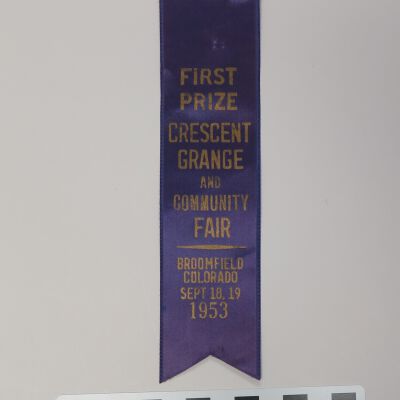 FIRST
PRIZE
CRESCENT
GRANGE
AND
COMMUNITY
FAIR
BROOMFIELD
COLORADO
SEPT 18, 19
1953